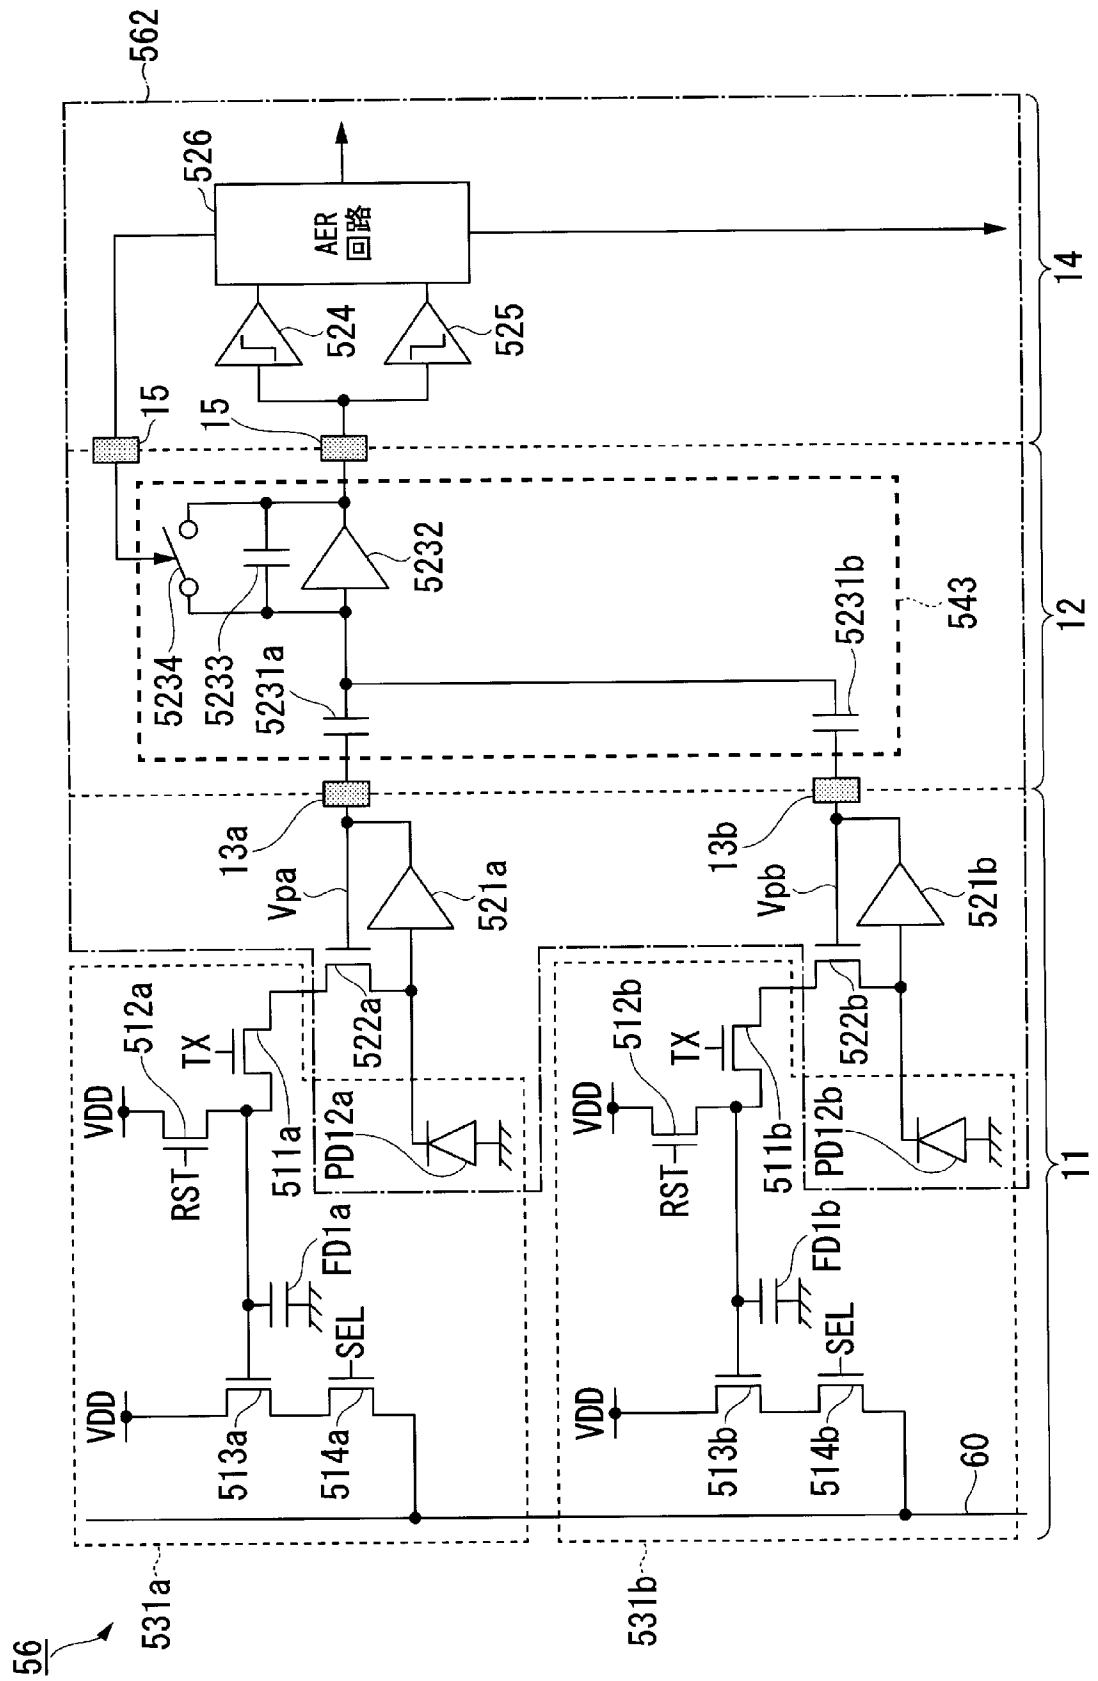 56
562
526
AER
回路
524
525
14
15
15
5234
5233
5231a
5232
5231b
543
12
13a
Vpa
521a
13b
Vpb
521b
531a
VDD
512a
RST
TX
511a
522a
PD12a
FD1a
VDD
513a
514a
SEL
531b
VDD
512b
RST
TX
511b
522b
PD12b
FD1b
VDD
513b
514b
SEL
60
11